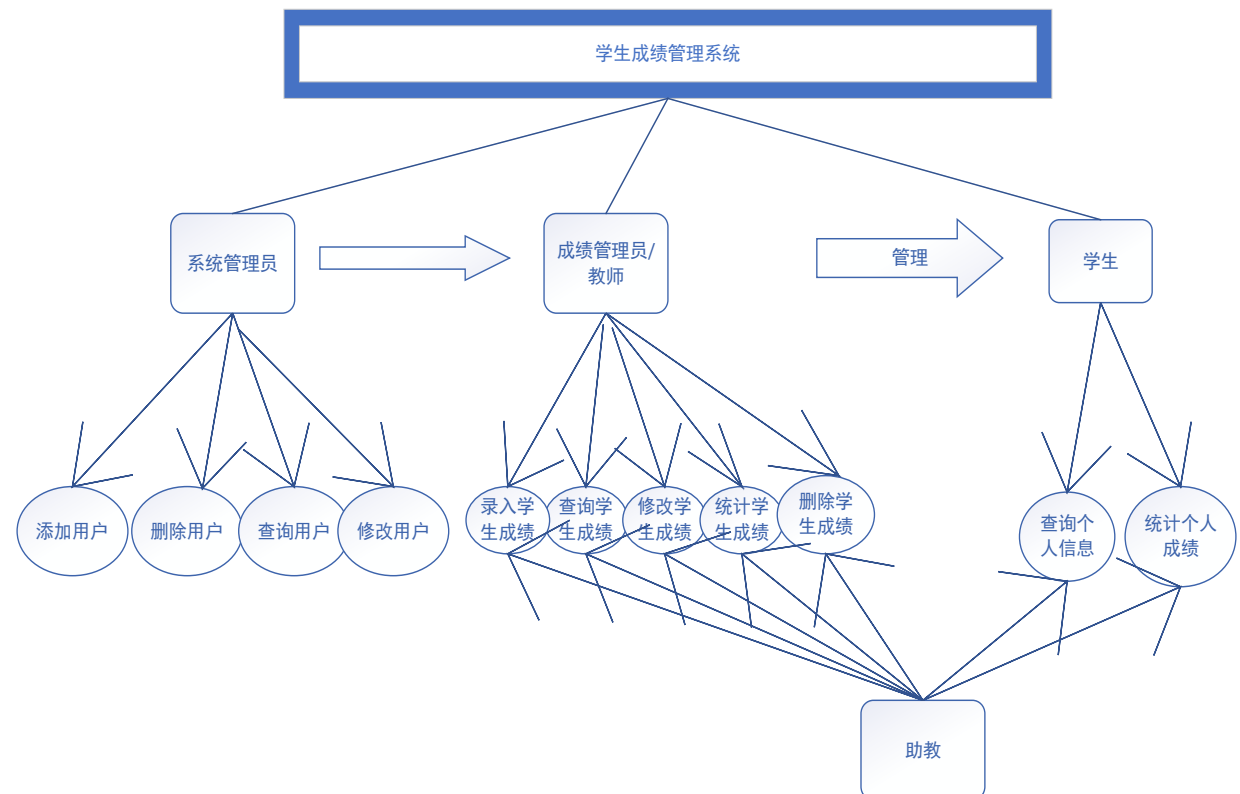 学生成绩管理系统
系统管理员
成绩管理员/
教师
管理
学生
添加用户
删除用户
查询用户
修改用户
录入学
生成绩
查询学
生成绩
修改学
生成绩
统计学
生成绩
删除学
生成绩
查询个
人信息
统计个人
成绩
助教